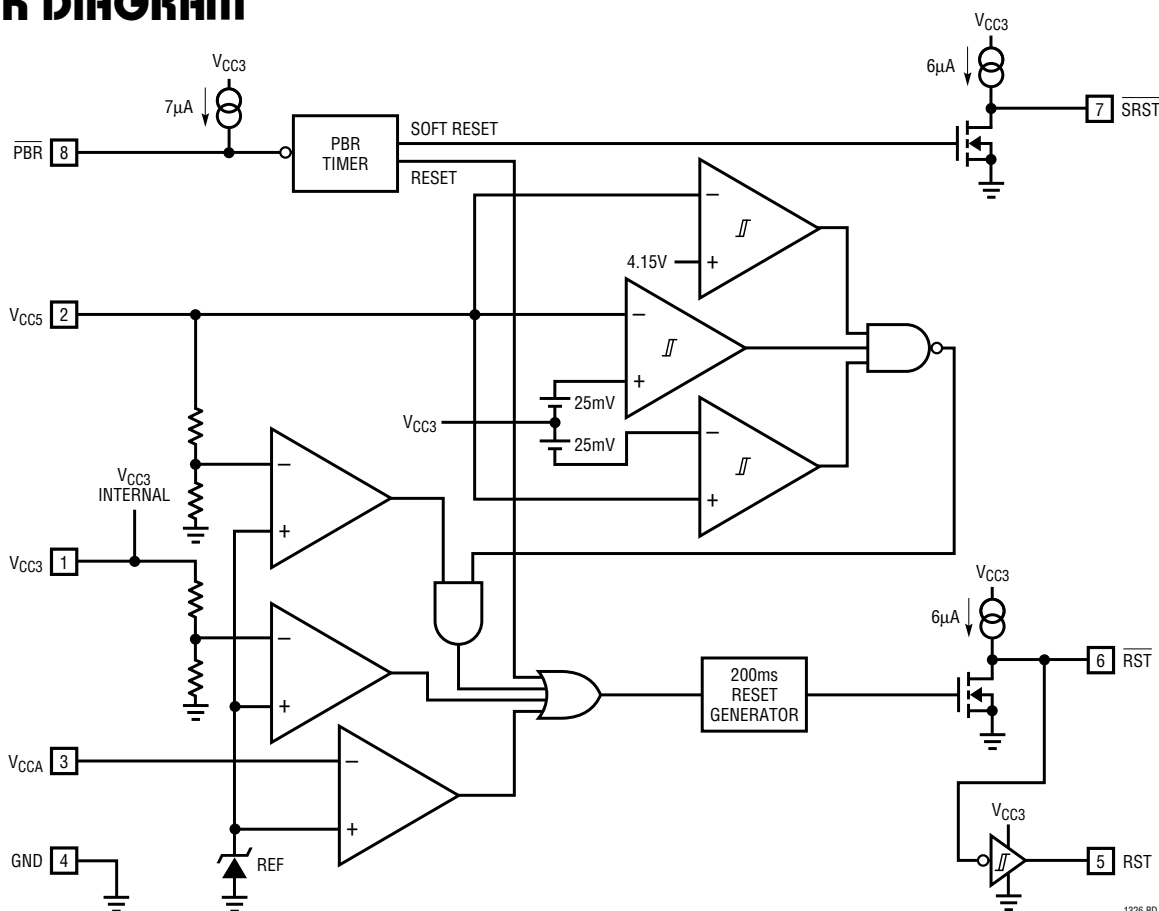 K DIAGRAM
VCC3
7µA
PBR 8
PBR
TIMER
SOFT RESET
RESET
VCC3
6µA
7 SRST
−
4.15V
+
VCC5 2
−
+
25mV
VCC3
25mV
−
+
−
+
VCC3
INTERNAL
VCC3 1
−
+
VCC3
6µA
6 RST
200ms
RESET
GENERATOR
VCCA 3
−
+
VCC3
GND 4
REF
5 RST
1326 BD